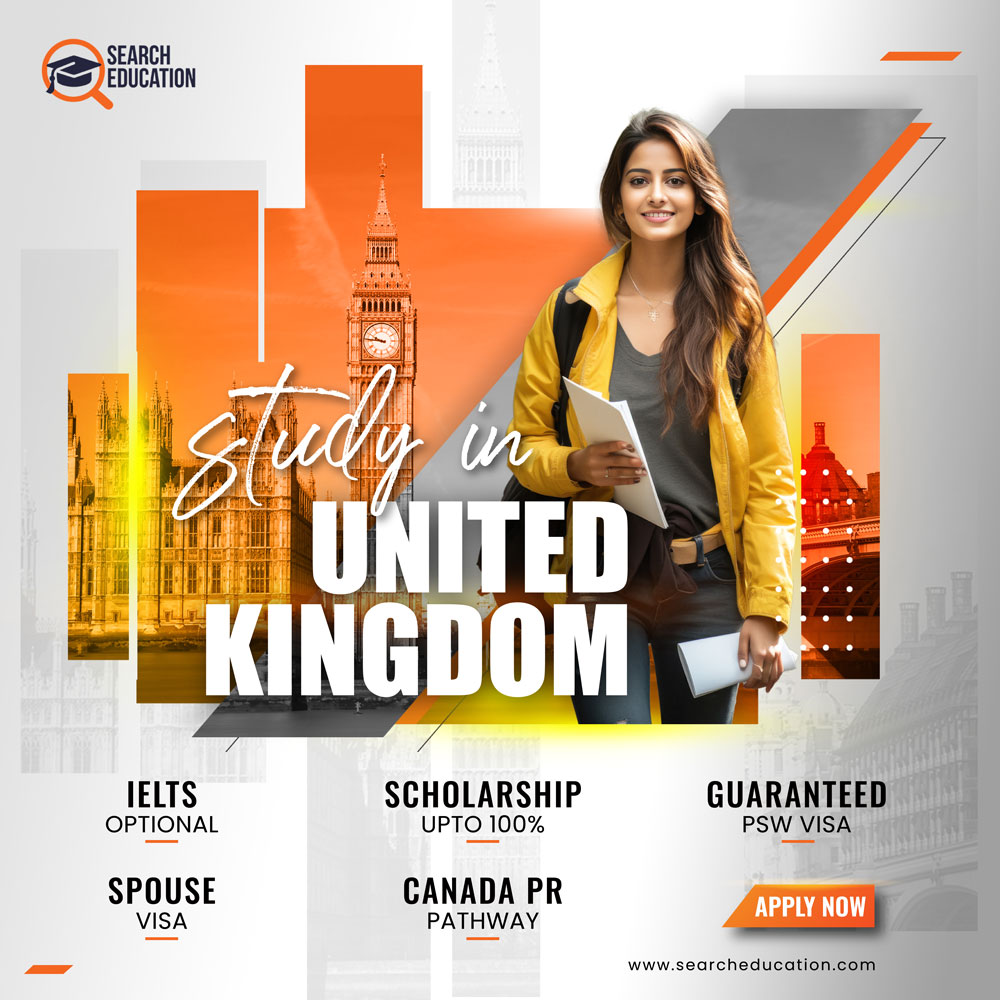 SEARCH
EDUCATION
study in
UNITED
KINGDOM
IELTS
OPTIONAL
SCHOLARSHIP
UPTO 100%
GUARANTEED
PSW VISA
SPOUSE
VISA
CANADA PR
PATHWAY
APPLY NOW
www.searcheducation.com